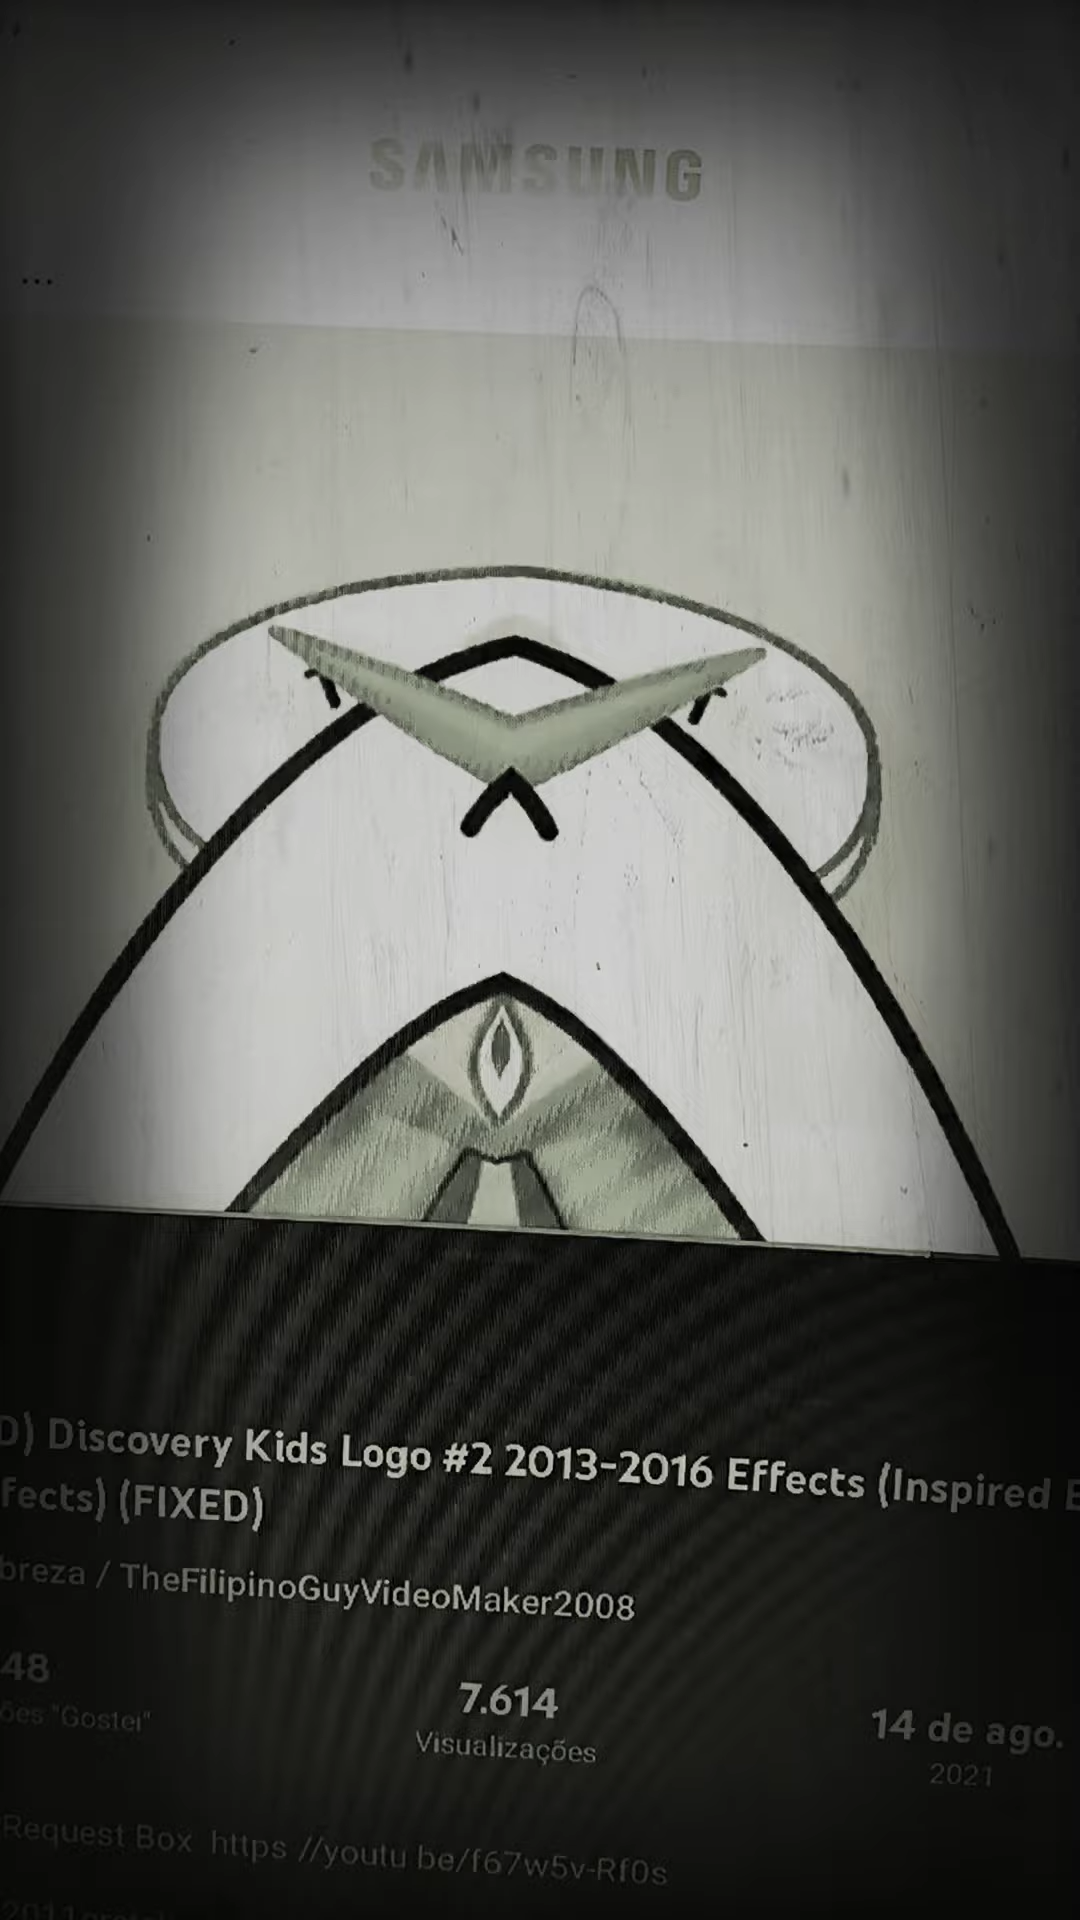 SAMSUNG
...
D) Discovery Kids Logo #2 2013-2016 Effects (Inspired
fects) (FIXED)
breza / TheFilipinoGuyVideoMaker2008
48
7.614
14 de ago.
ões "Gostei"
Visualizações
2021
Request Box https //youtu be/f67w5v-Rf0s